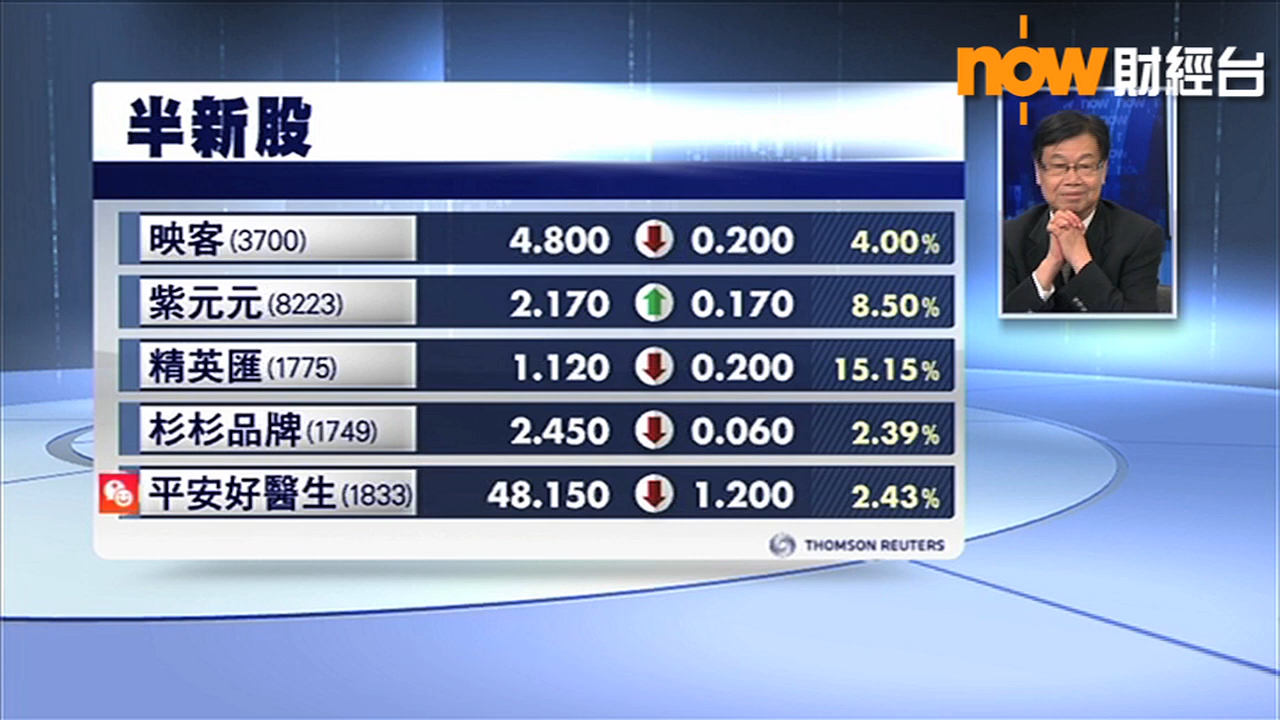 now 財經台
半新股
映客 (3700) 4.800 0.200 4.00%
紫元元 (8223) 2.170 0.170 8.50%
精英匯 (1775) 1.120 0.200 15.15%
杉杉品牌 (1749) 2.450 0.060 2.39%
平安好醫生 (1833) 48.150 1.200 2.43%
THOMSON REUTERS